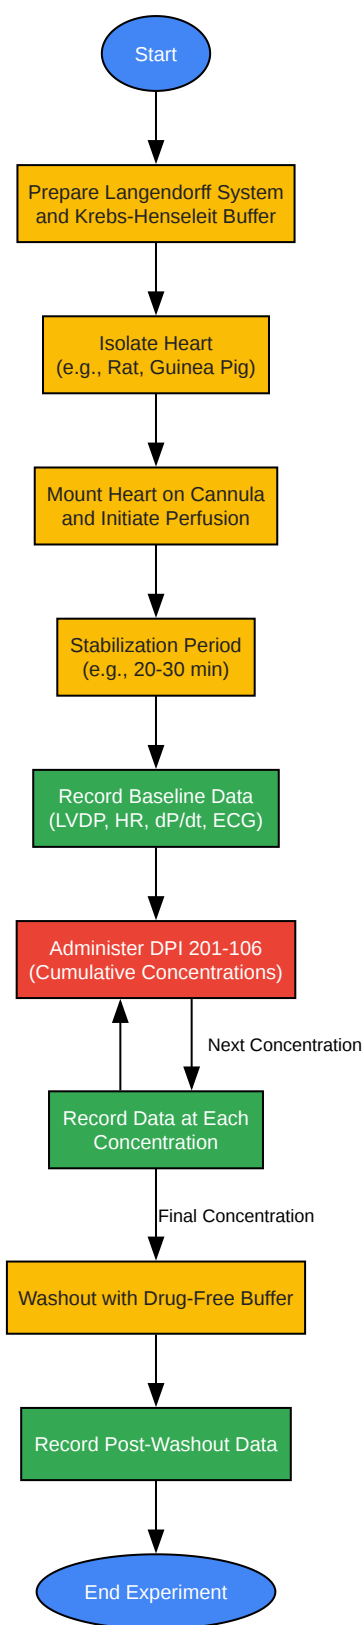 Start
Prepare Langendorff System
and Krebs-Henseleit Buffer
Isolate Heart
(e.g., Rat, Guinea Pig)
Mount Heart on Cannula
and Initiate Perfusion
Stabilization Period
(e.g., 20-30 min)
Record Baseline Data
(LVDP, HR, dP/dt, ECG)
Administer DPI 201-106
(Cumulative Concentrations)
Next Concentration
Record Data at Each
Concentration
Final Concentration
Washout with Drug-Free Buffer
Record Post-Washout Data
End Experiment